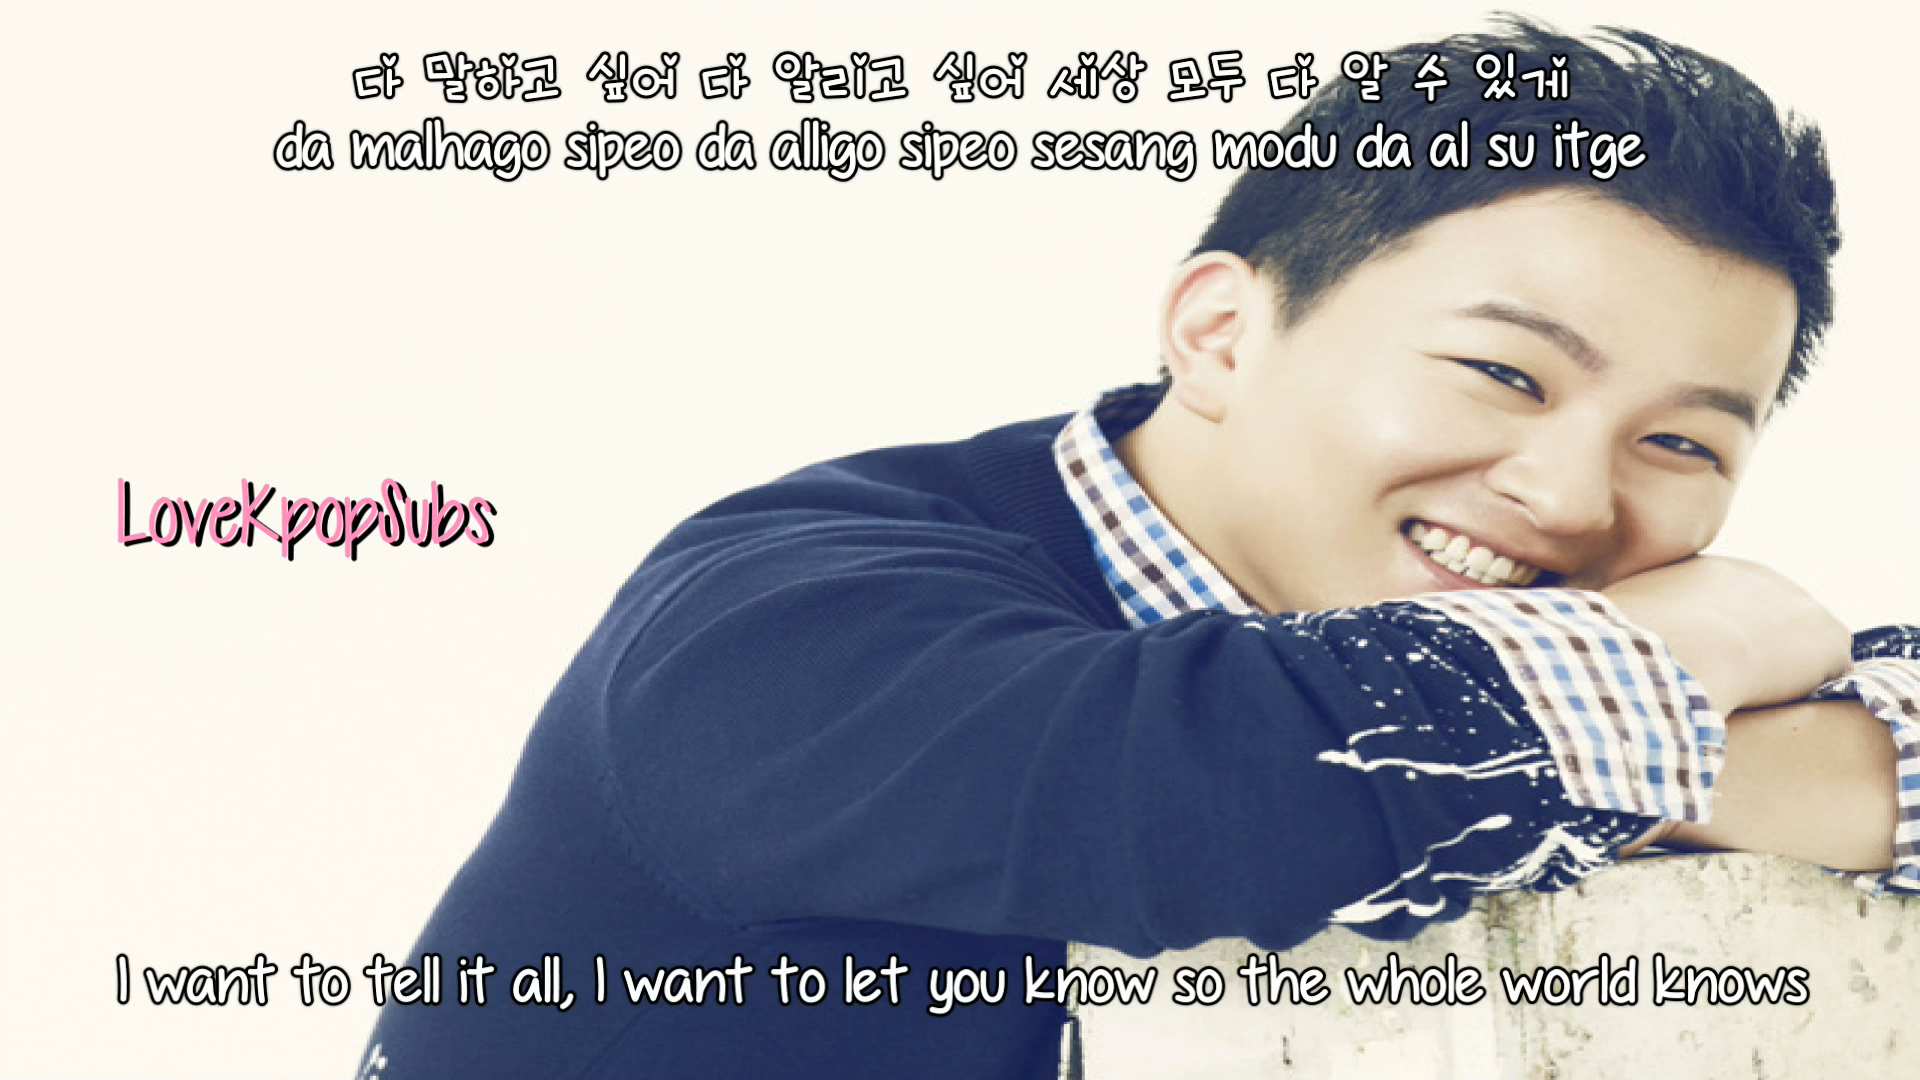 다 말하고 싶어 다 알리고 싶어 세상 모두 다 알 수 있게
da malhago sipeo da alligo sipeo sesang modu da al su itge
LoveKpopSubs
I want to tell it all, I want to let you know so the whole world knows